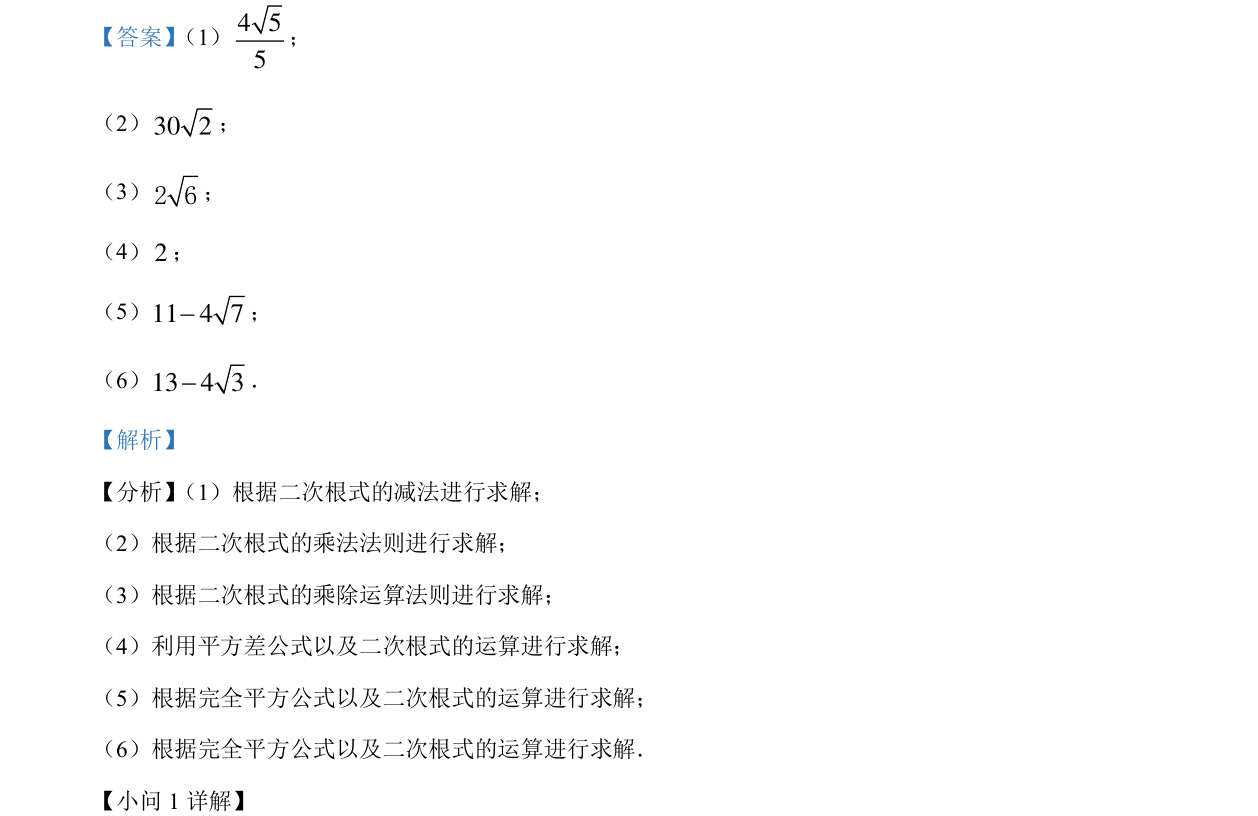 【答案】（1）$\frac{4\sqrt{5}}{5}$；
（2）$30\sqrt{2}$；
（3）$2\sqrt{6}$；
（4）$2$；
（5）$11-4\sqrt{7}$；
（6）$13-4\sqrt{3}$．
【解析】
【分析】（1）根据二次根式的减法进行求解；
（2）根据二次根式的乘法法则进行求解；
（3）根据二次根式的乘除运算法则进行求解；
（4）利用平方差公式以及二次根式的运算进行求解；
（5）根据完全平方公式以及二次根式的运算进行求解；
（6）根据完全平方公式以及二次根式的运算进行求解．
【小问 1 详解】